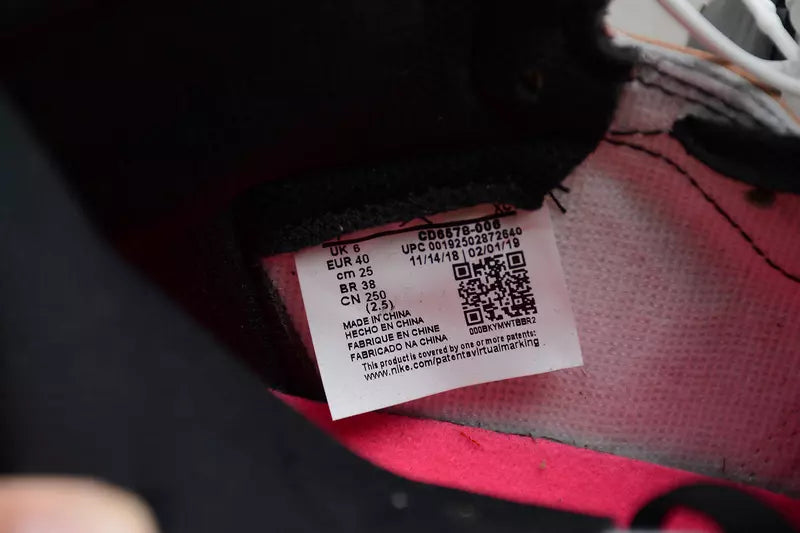 UK 6
EUR 40
cm 25
BR 38
CN 250
(2.5)
CD6578-006
UPC 00192502872640
11/14/18 | 02/01/19
000BKYMWTBBR2
MADE IN CHINA
HECHO EN CHINA
FABRIQUE EN CHINE
FABRICADO NA CHINA
This product is covered by one or more patents:
www.nike.com/patentsvirtualmarking